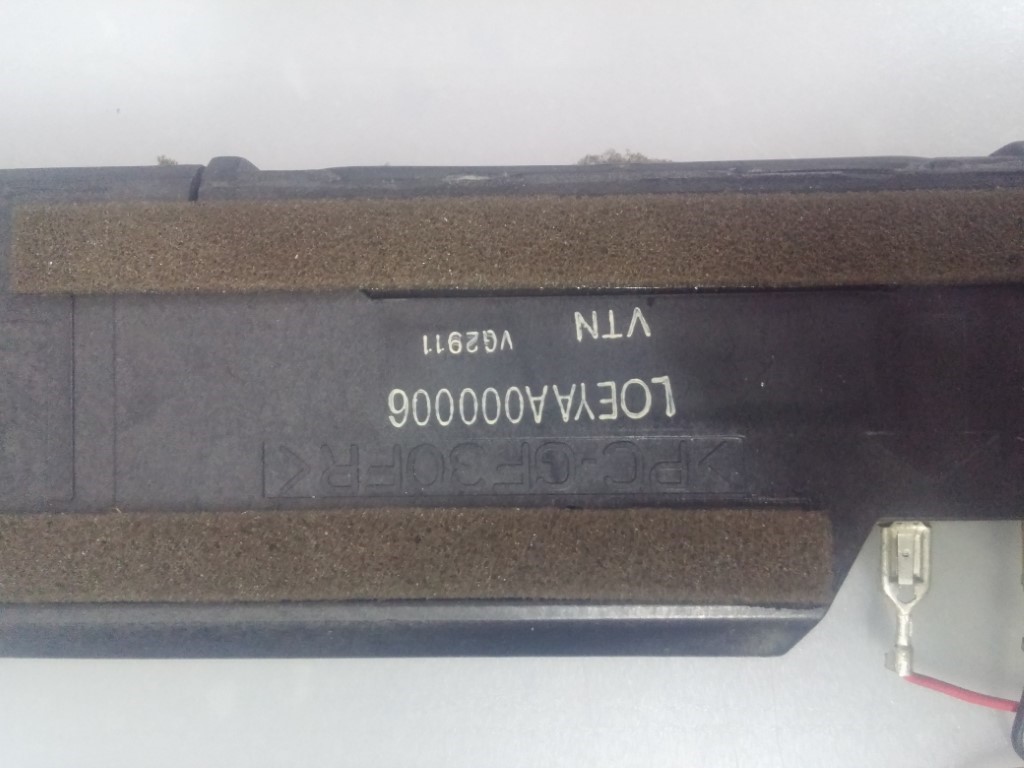 >PC-GF30FR<
LOEYAA000006
VTN VG2911